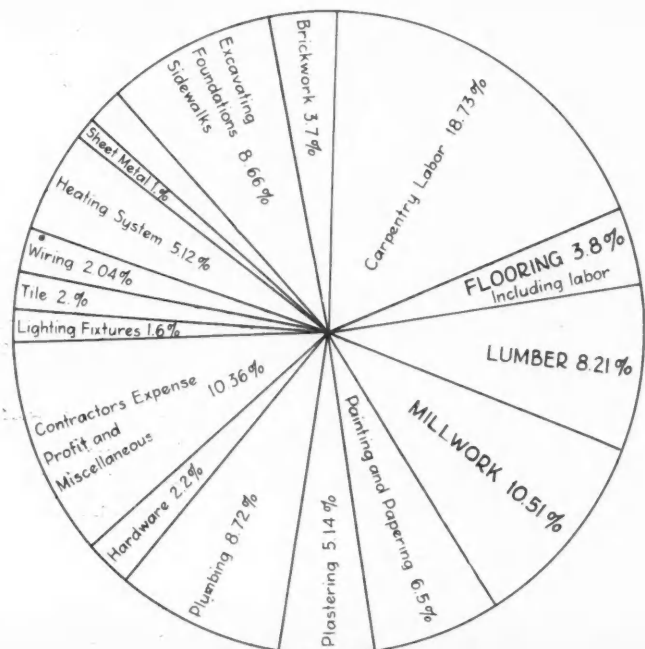 Brickwork 3.7%
Carpentry Labor 18.73%
FLOORING 3.8%
Including labor
LUMBER 8.21%
MILLWORK 10.51%
Painting and Papering 6.5%
Plastering 5.14%
Plumbing 8.72%
Hardware 2.2%
Contractors Expense
Profit and
Miscellaneous
10.36%
Lighting Fixtures 1.6%
Tile 2.%
Wiring 2.04%
Heating System 5.12%
Sheet Metal 1.%
Excavating
Foundations
Sidewalks
8.66%